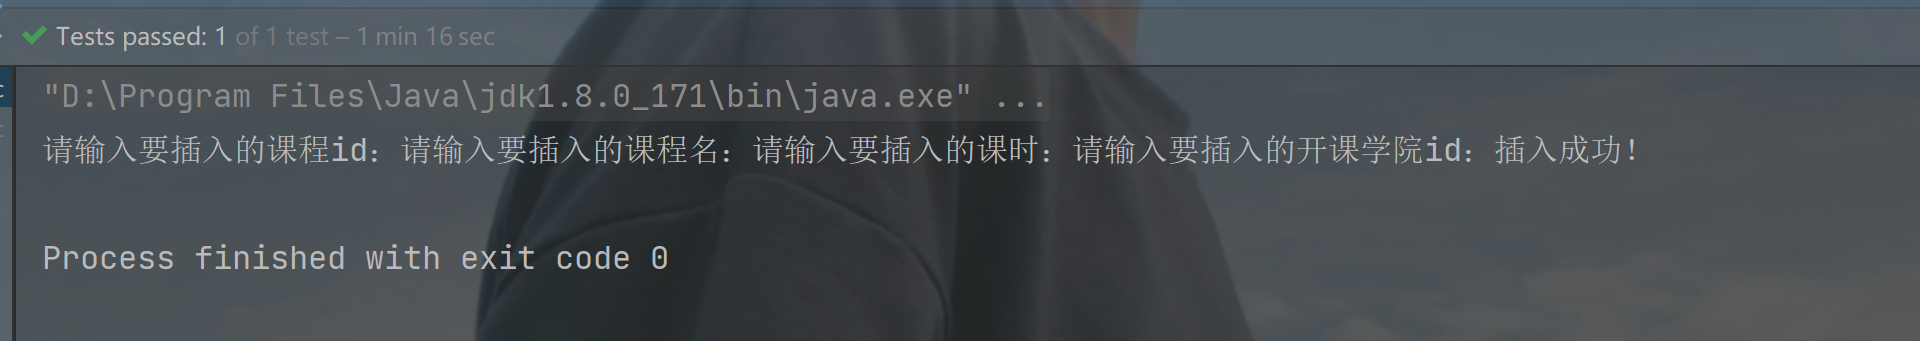 Tests passed: 1 of 1 test – 1 min 16 sec
"D:\Program Files\Java\jdk1.8.0_171\bin\java.exe" ...
请输入要插入的课程id：请输入要插入的课程名：请输入要插入的课时：请输入要插入的开课学院id：插入成功！
Process finished with exit code 0